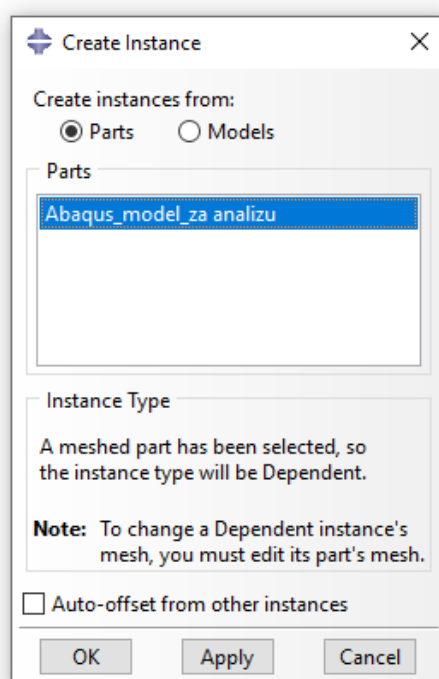 Create Instance
Create instances from:
Parts Models
Parts
Abaqus_model_za analizu
Instance Type
A meshed part has been selected, so
the instance type will be Dependent.
Note: To change a Dependent instance's
mesh, you must edit its part's mesh.
Auto-offset from other instances
OK Apply Cancel